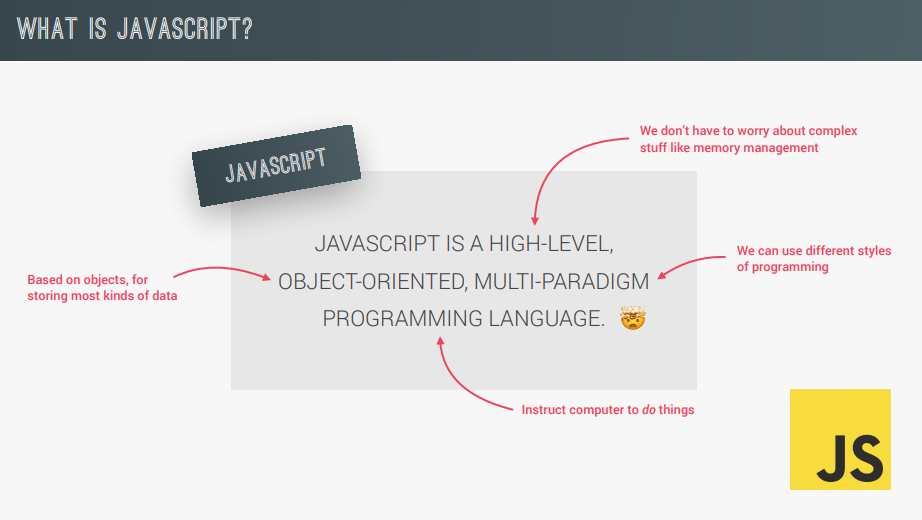 WHAT IS JAVASCRIPT?
We don't have to worry about complex
stuff like memory management
JAVASCRIPT
JAVASCRIPT IS A HIGH-LEVEL,
We can use different styles
of programming
Based on objects, for
storing most kinds of data
OBJECT-ORIENTED, MULTI-PARADIGM
PROGRAMMING LANGUAGE. 🤯
Instruct computer to do things
JS